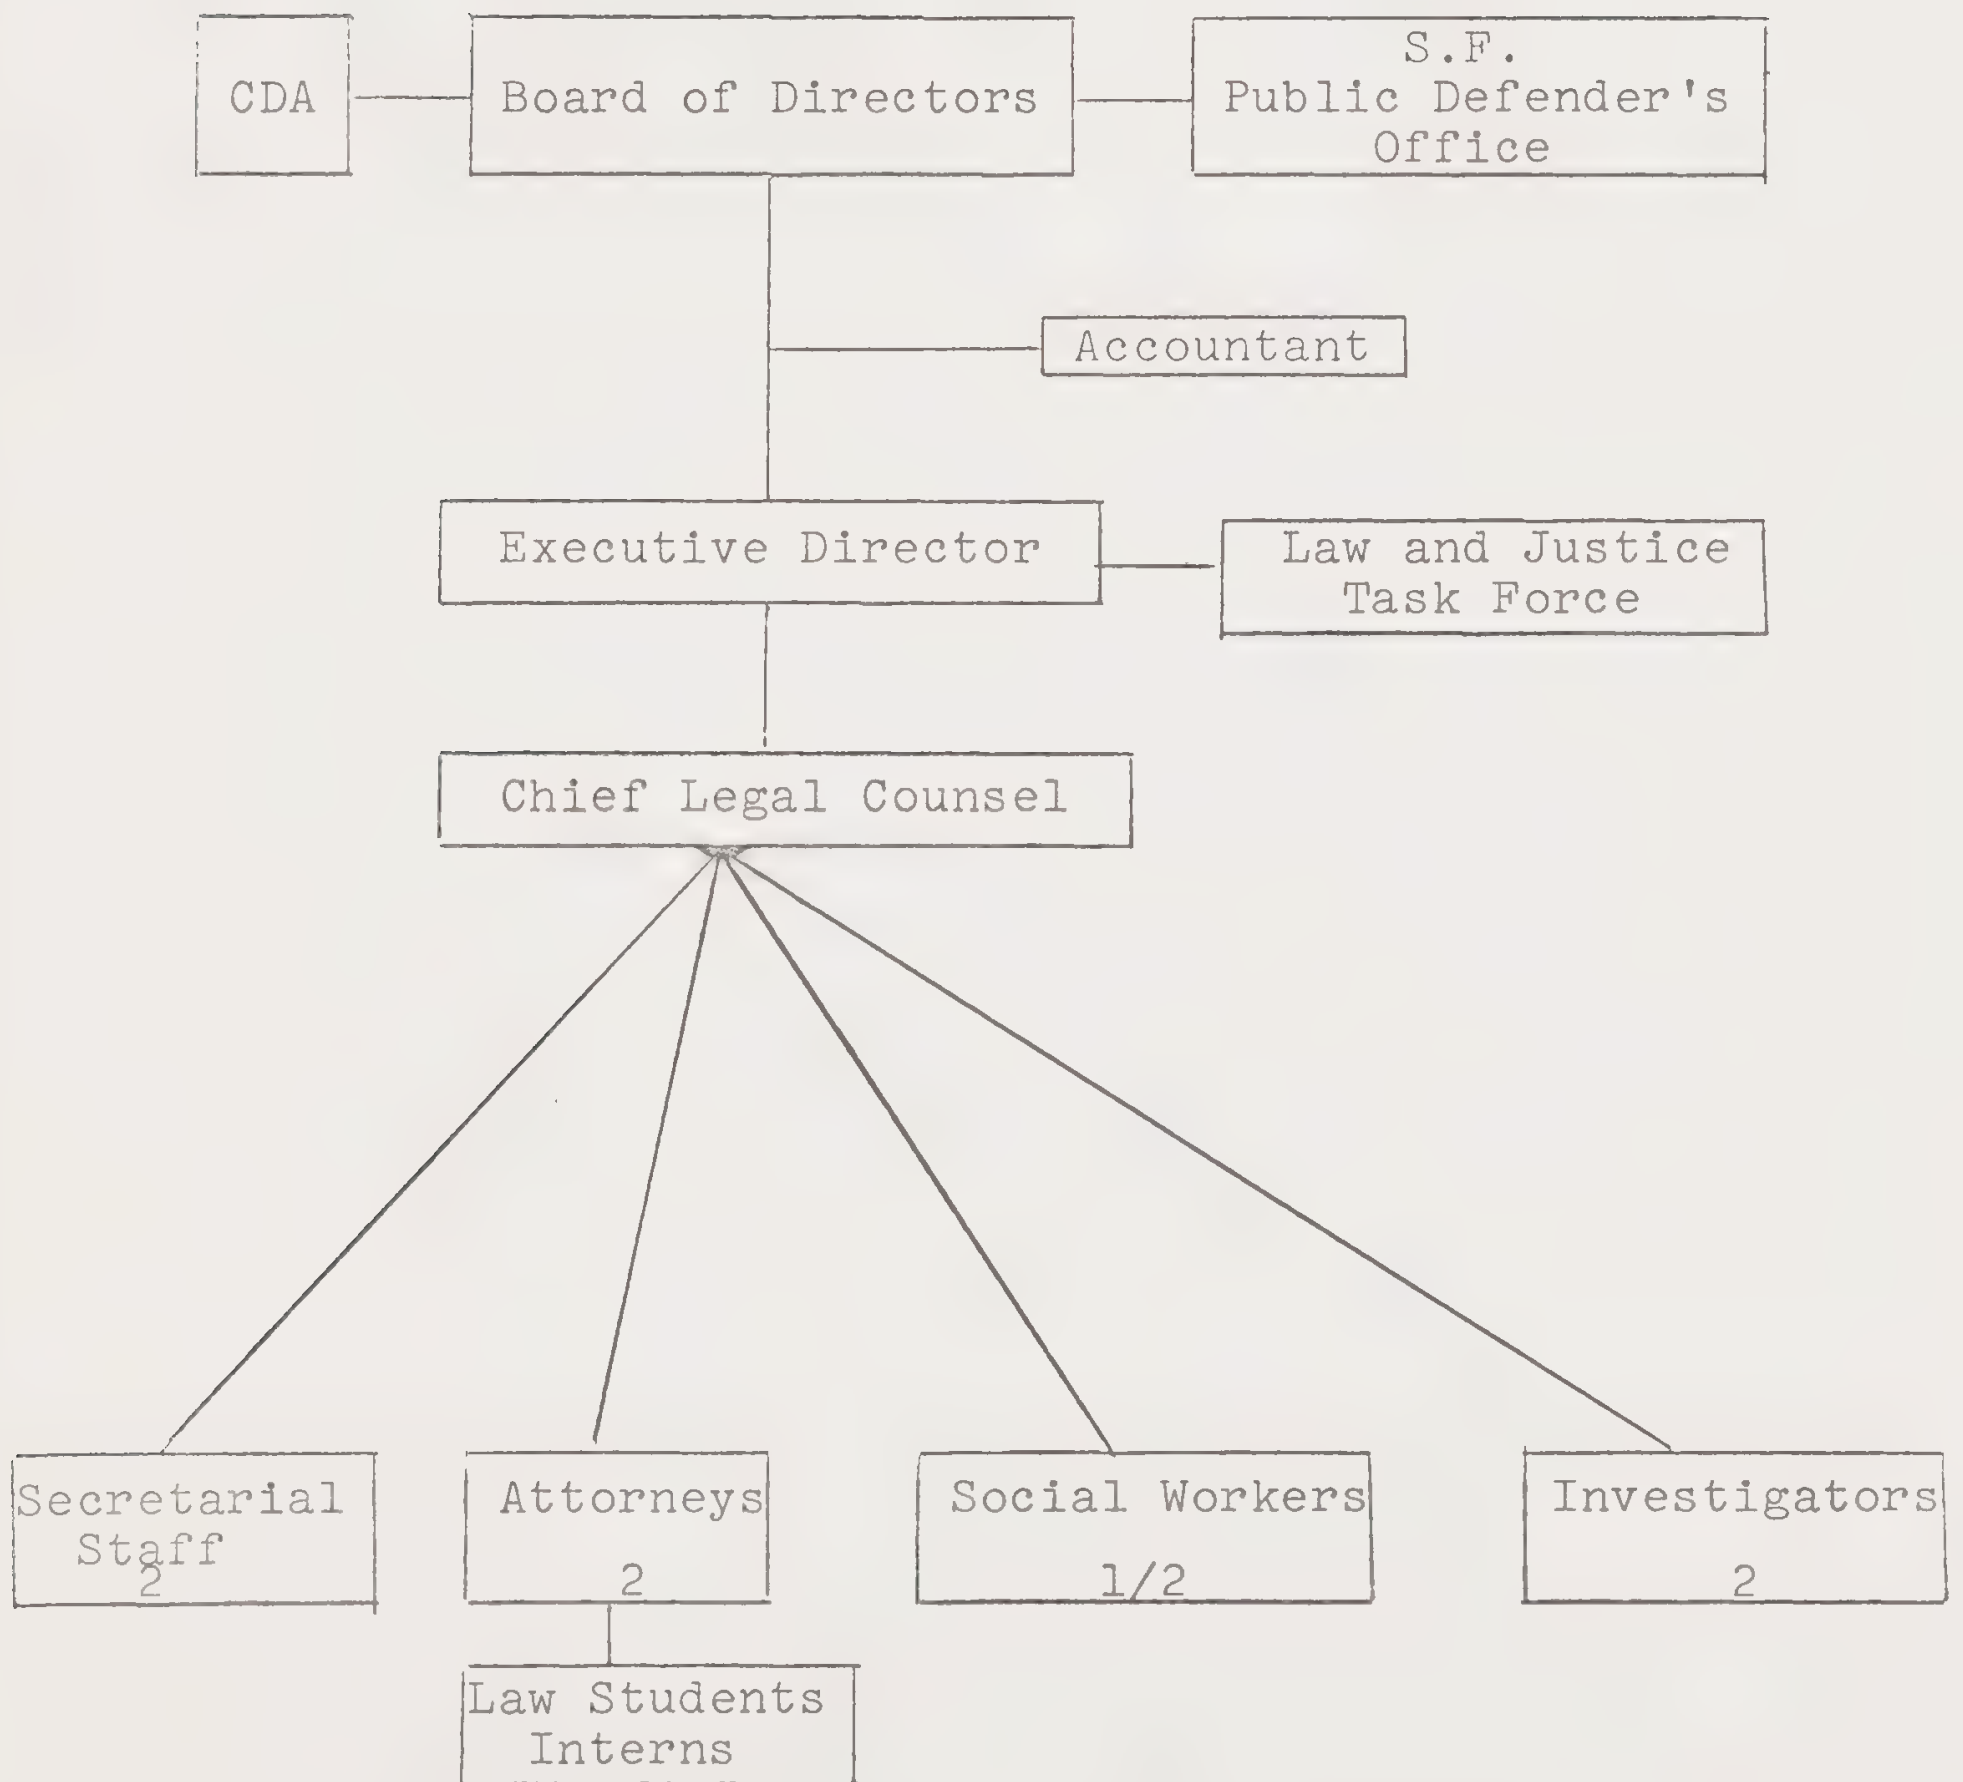 CDA
Board of Directors
S.F.
Public Defender's
Office
Accountant
Executive Director
Law and Justice
Task Force
Chief Legal Counsel
Secretarial
Staff
2
Attorneys
2
Social Workers
1/2
Investigators
2
Law Students
Interns